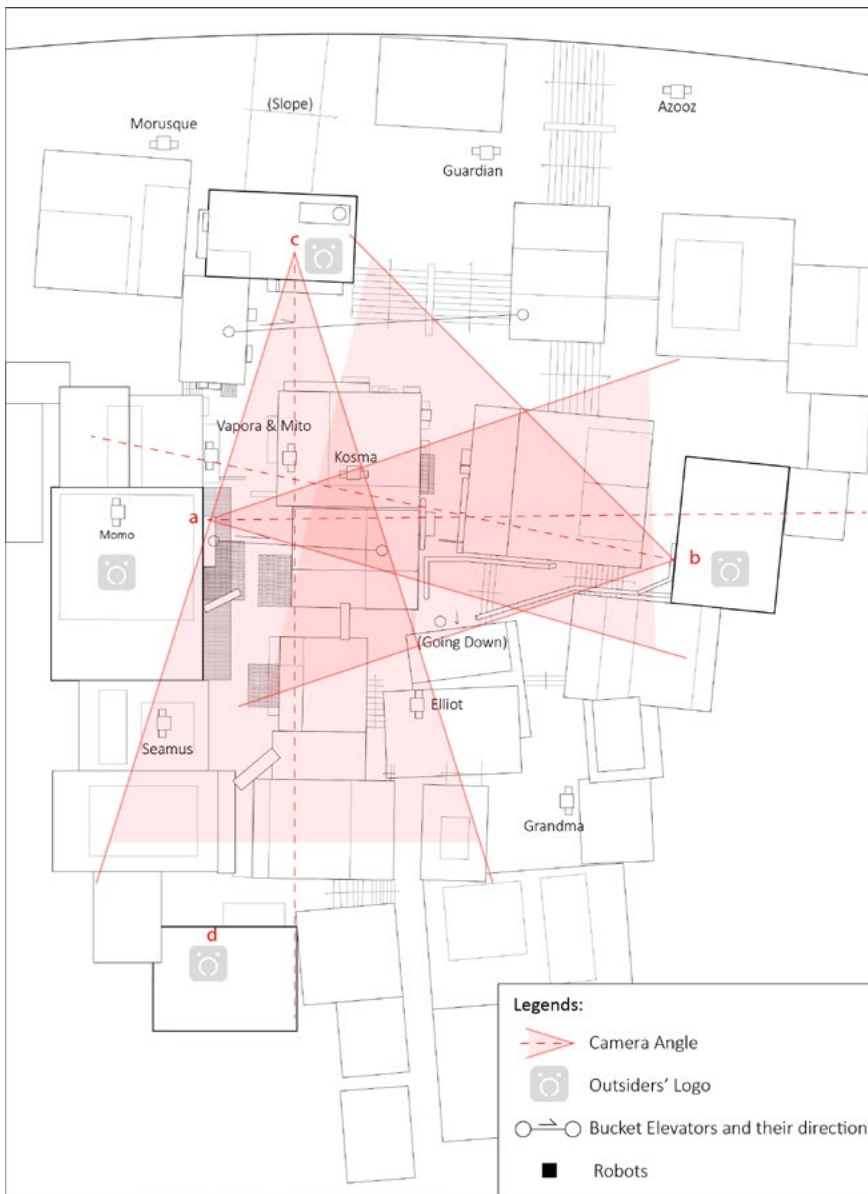 (Slope)
Azooz
Morusque
Guardian
c
Vapora & Mito
Kosma
a
Momo
b
(Going Down)
Elliot
Seamus
Grandma
d
Legends:
Camera Angle
Outsiders' Logo
Bucket Elevators and their direction
Robots